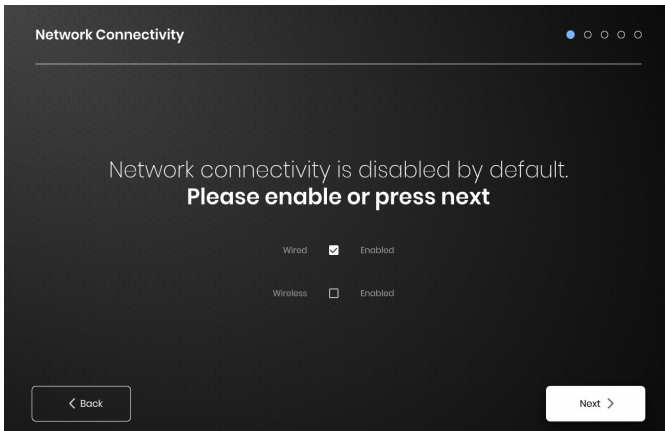 Network Connectivity
Network connectivity is disabled by default.
Please enable or press next
Wired Enabled
Wireless Enabled
Back Next